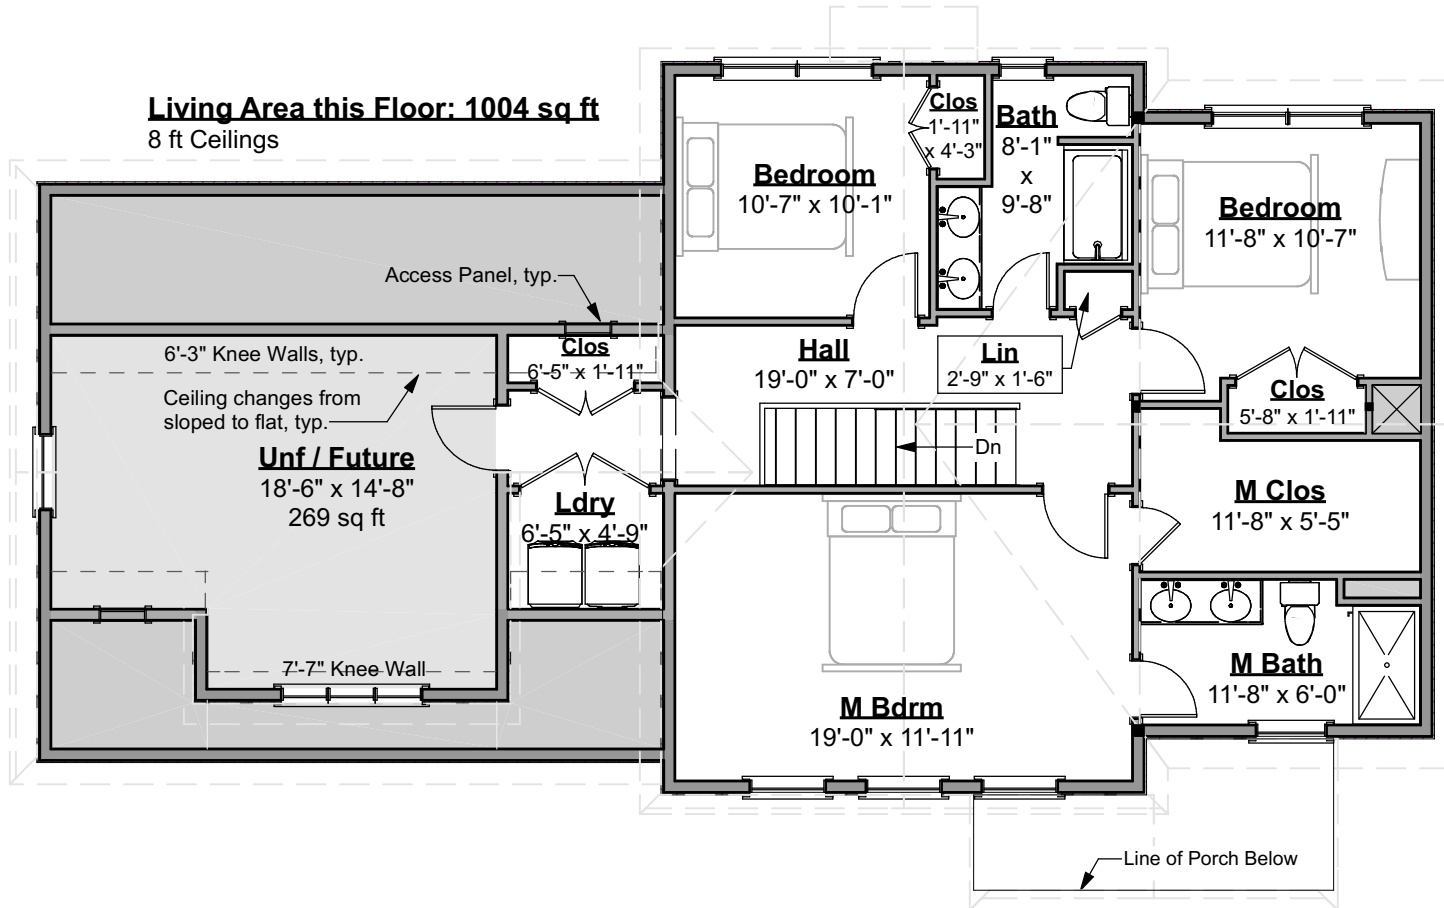 Living Area this Floor: 1004 sq ft
8 ft Ceilings
Clos
1'-11"
x 4'-3"
Bath
8'-1"
x
9'-8"
Bedroom
10'-7" x 10'-1"
Bedroom
11'-8" x 10'-7"
Access Panel, typ.
6'-3" Knee Walls, typ.
Clos
6'-5" x 1'-11"
Hall
19'-0" x 7'-0"
Lin
2'-9" x 1'-6"
Ceiling changes from
sloped to flat, typ.
Clos
5'-8" x 1'-11"
Dn
Unf / Future
18'-6" x 14'-8"
269 sq ft
Ldry
6'-5" x 4'-9"
M Clos
11'-8" x 5'-5"
7'-7" Knee Wall
M Bath
11'-8" x 6'-0"
M Bdrm
19'-0" x 11'-11"
Line of Porch Below